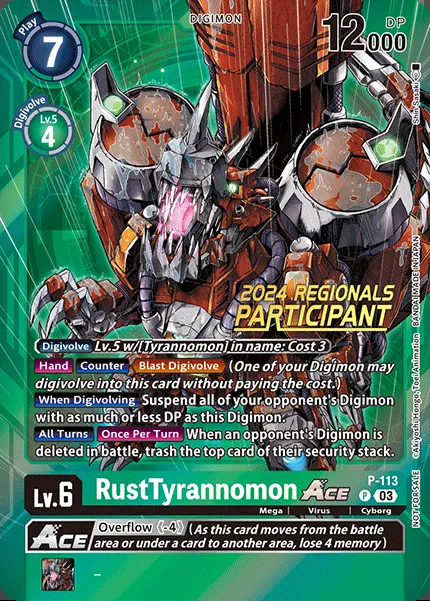 DIGIMON
Play
7
12000
DP
Digivolve
Lv.5
4
Shin Sasaki
2024 REGIONALS
PARTICIPANT
Digivolve Lv.5 w/[Tyrannomon] in name: Cost 3
Hand Counter Blast Digivolve (One of your Digimon may
digivolve into this card without paying the cost.)
When Digivolving Suspend all of your opponent's Digimon
with as much or less DP as this Digimon.
All Turns Once Per Turn When an opponent's Digimon is
deleted in battle, trash the top card of their security stack.
©Akiyoshi Hongo, Toei Animation BANDAI MADE IN JAPAN
NOT FOR SALE
Lv.6
RustTyrannomon ACE
P-113
P 03
Mega | Virus | Cyborg
ACE Overflow《-4》 (As this card moves from the battle
area or under a card to another area, lose 4 memory)
–